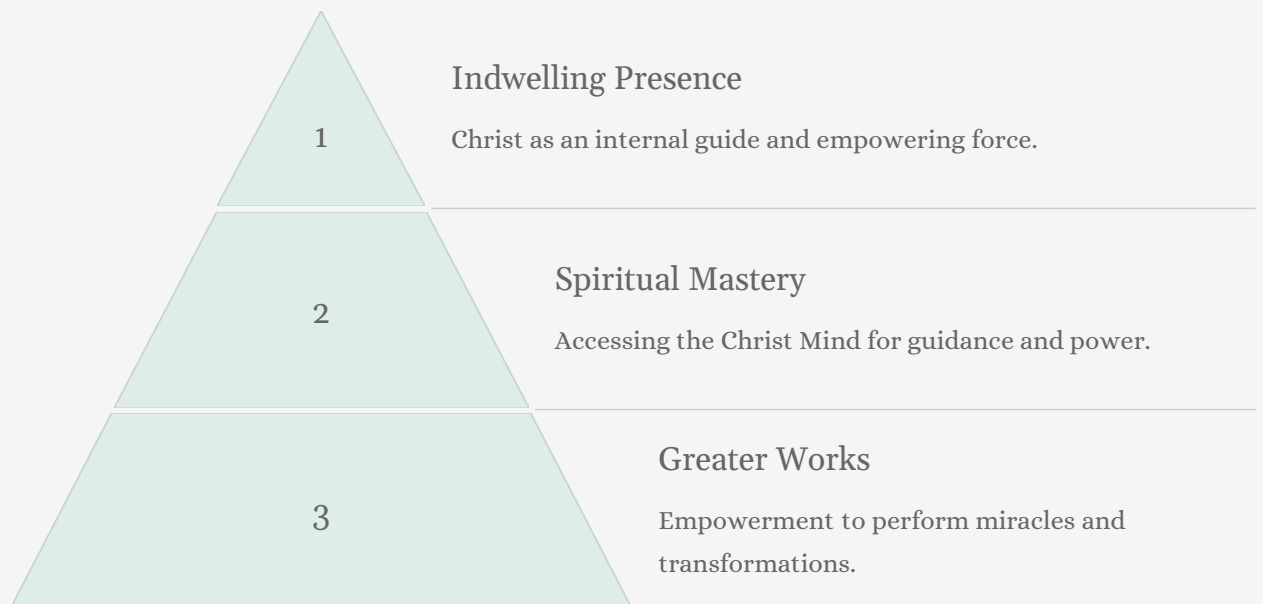 1
Indwelling Presence
Christ as an internal guide and empowering force.
2
Spiritual Mastery
Accessing the Christ Mind for guidance and power.
3
Greater Works
Empowerment to perform miracles and
transformations.